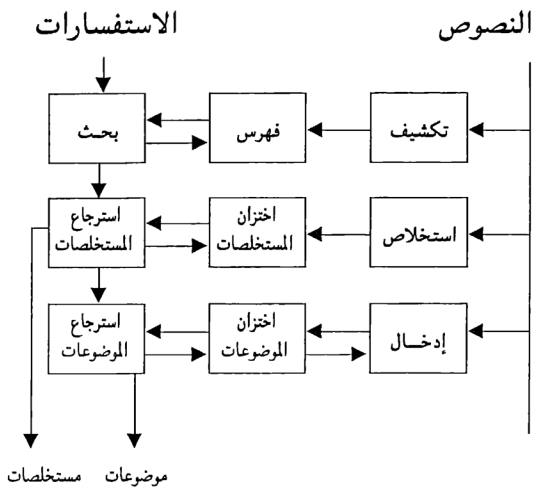 النصوص
الاستفسارات
تكشيف
فهرس
بحث
استخلاص
اختزان
المستخلصات
استرجاع
المستخلصات
إدخال
اختزان
الموضوعات
استرجاع
الموضوعات
موضوعات
مستخلصات